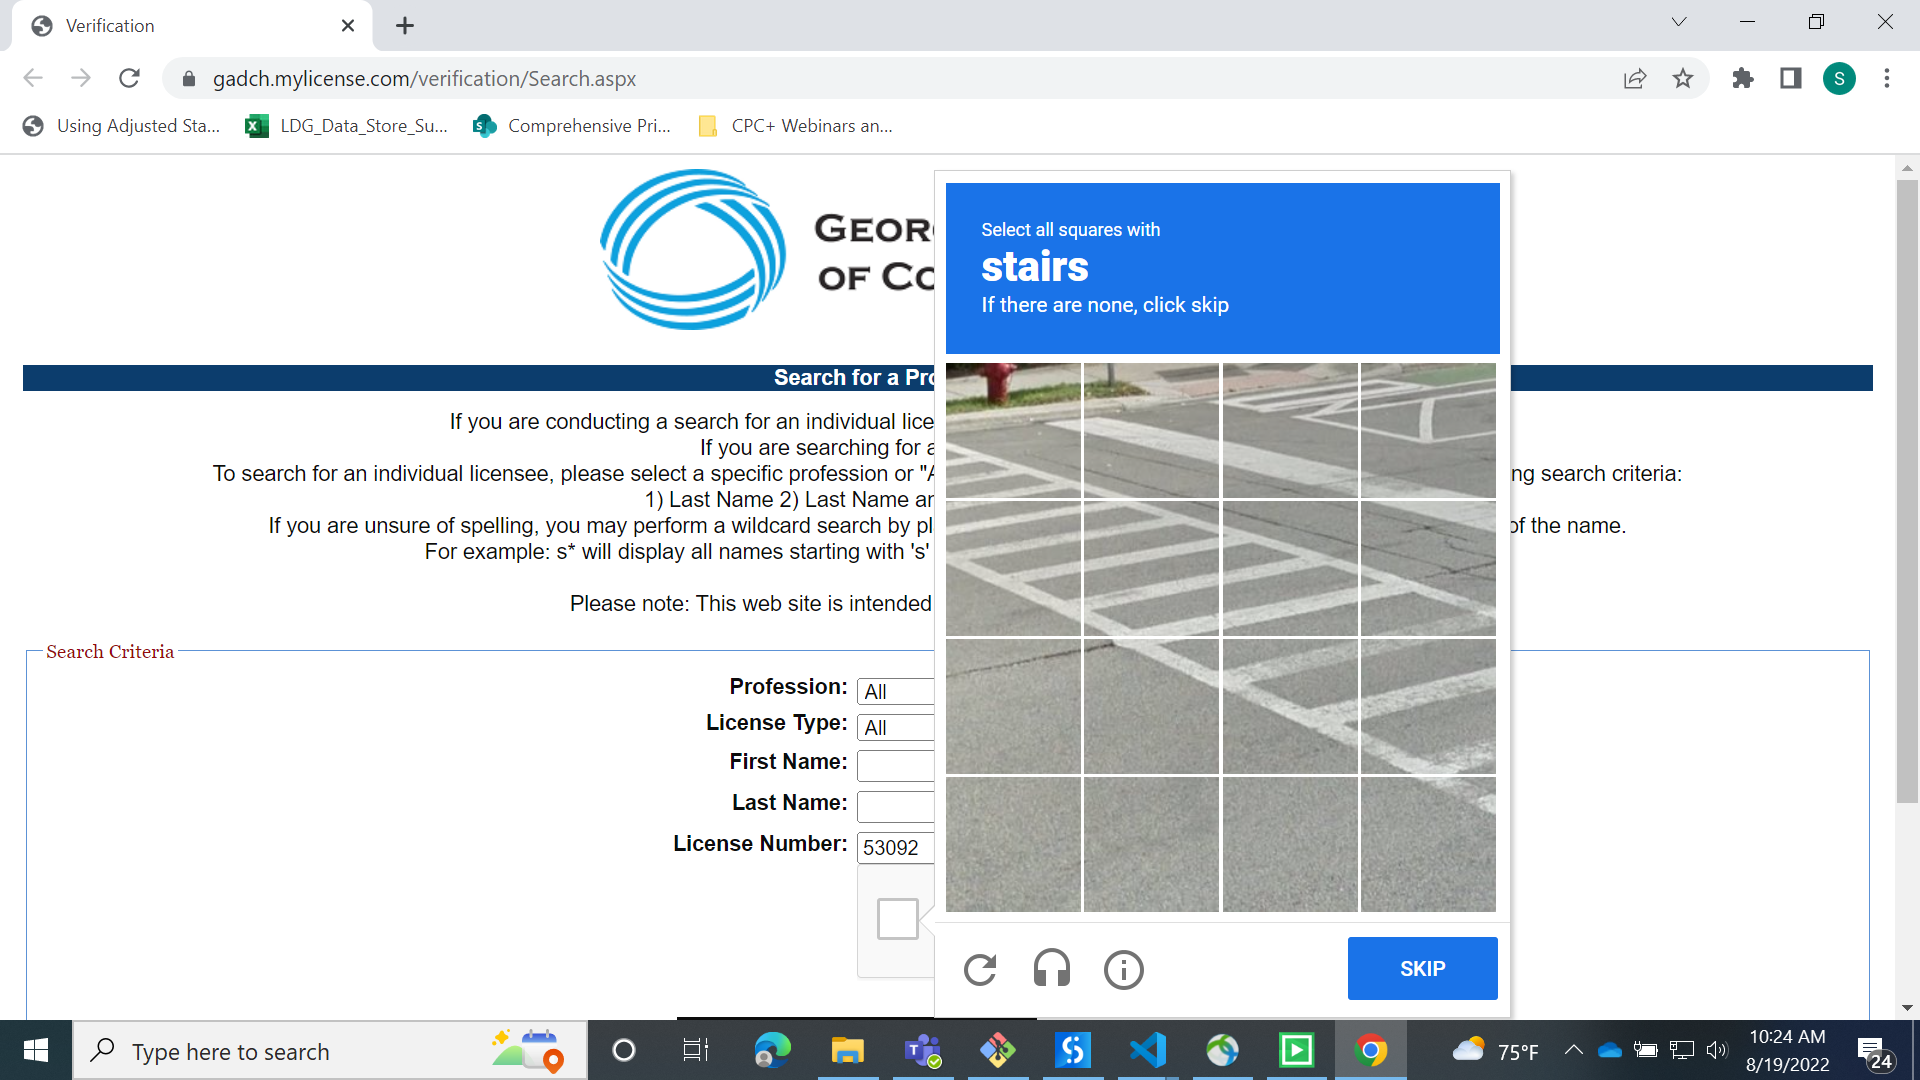 Verification
gadch.mylicense.com/verification/Search.aspx
S
Using Adjusted Sta...
LDG_Data_Store_Su...
Comprehensive Pri...
CPC+ Webinars an...
GEOR
OF CO
Select all squares with
stairs
If there are none, click skip
Search for a Pro
If you are conducting a search for an individual lice
If you are searching for a
To search for an individual licensee, please select a specific profession or "A
ng search criteria:
1) Last Name 2) Last Name an
If you are unsure of spelling, you may perform a wildcard search by pl
of the name.
For example: s* will display all names starting with 's'
Please note: This web site is intended
Search Criteria
Profession: All
License Type: All
First Name:
Last Name:
License Number: 53092
SKIP
Type here to search
75°F
10:24 AM
8/19/2022
24